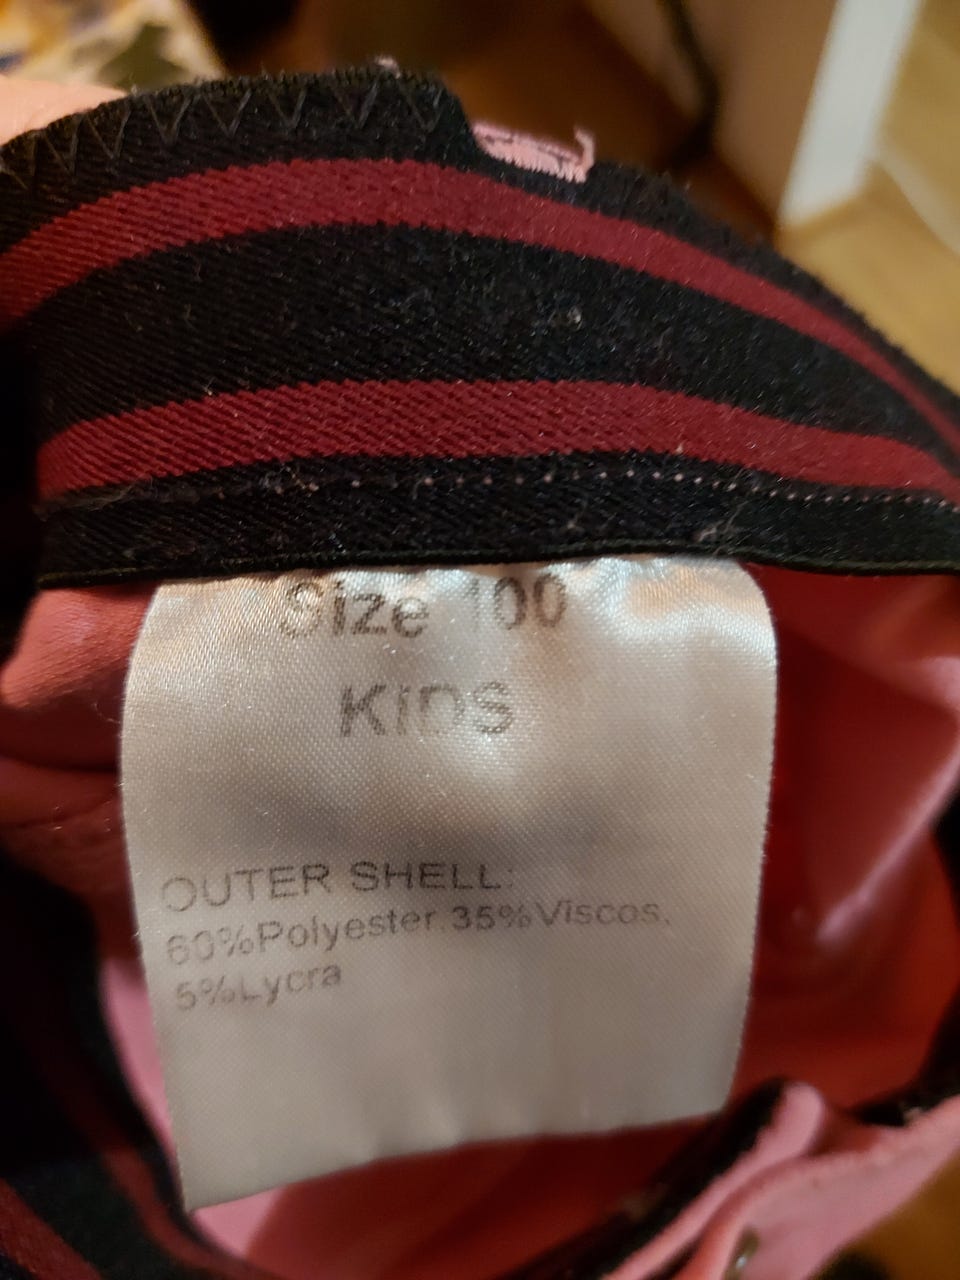 Size 100
KiDS
OUTER SHELL:
60%Polyester.35%Viscos.
5%Lycra